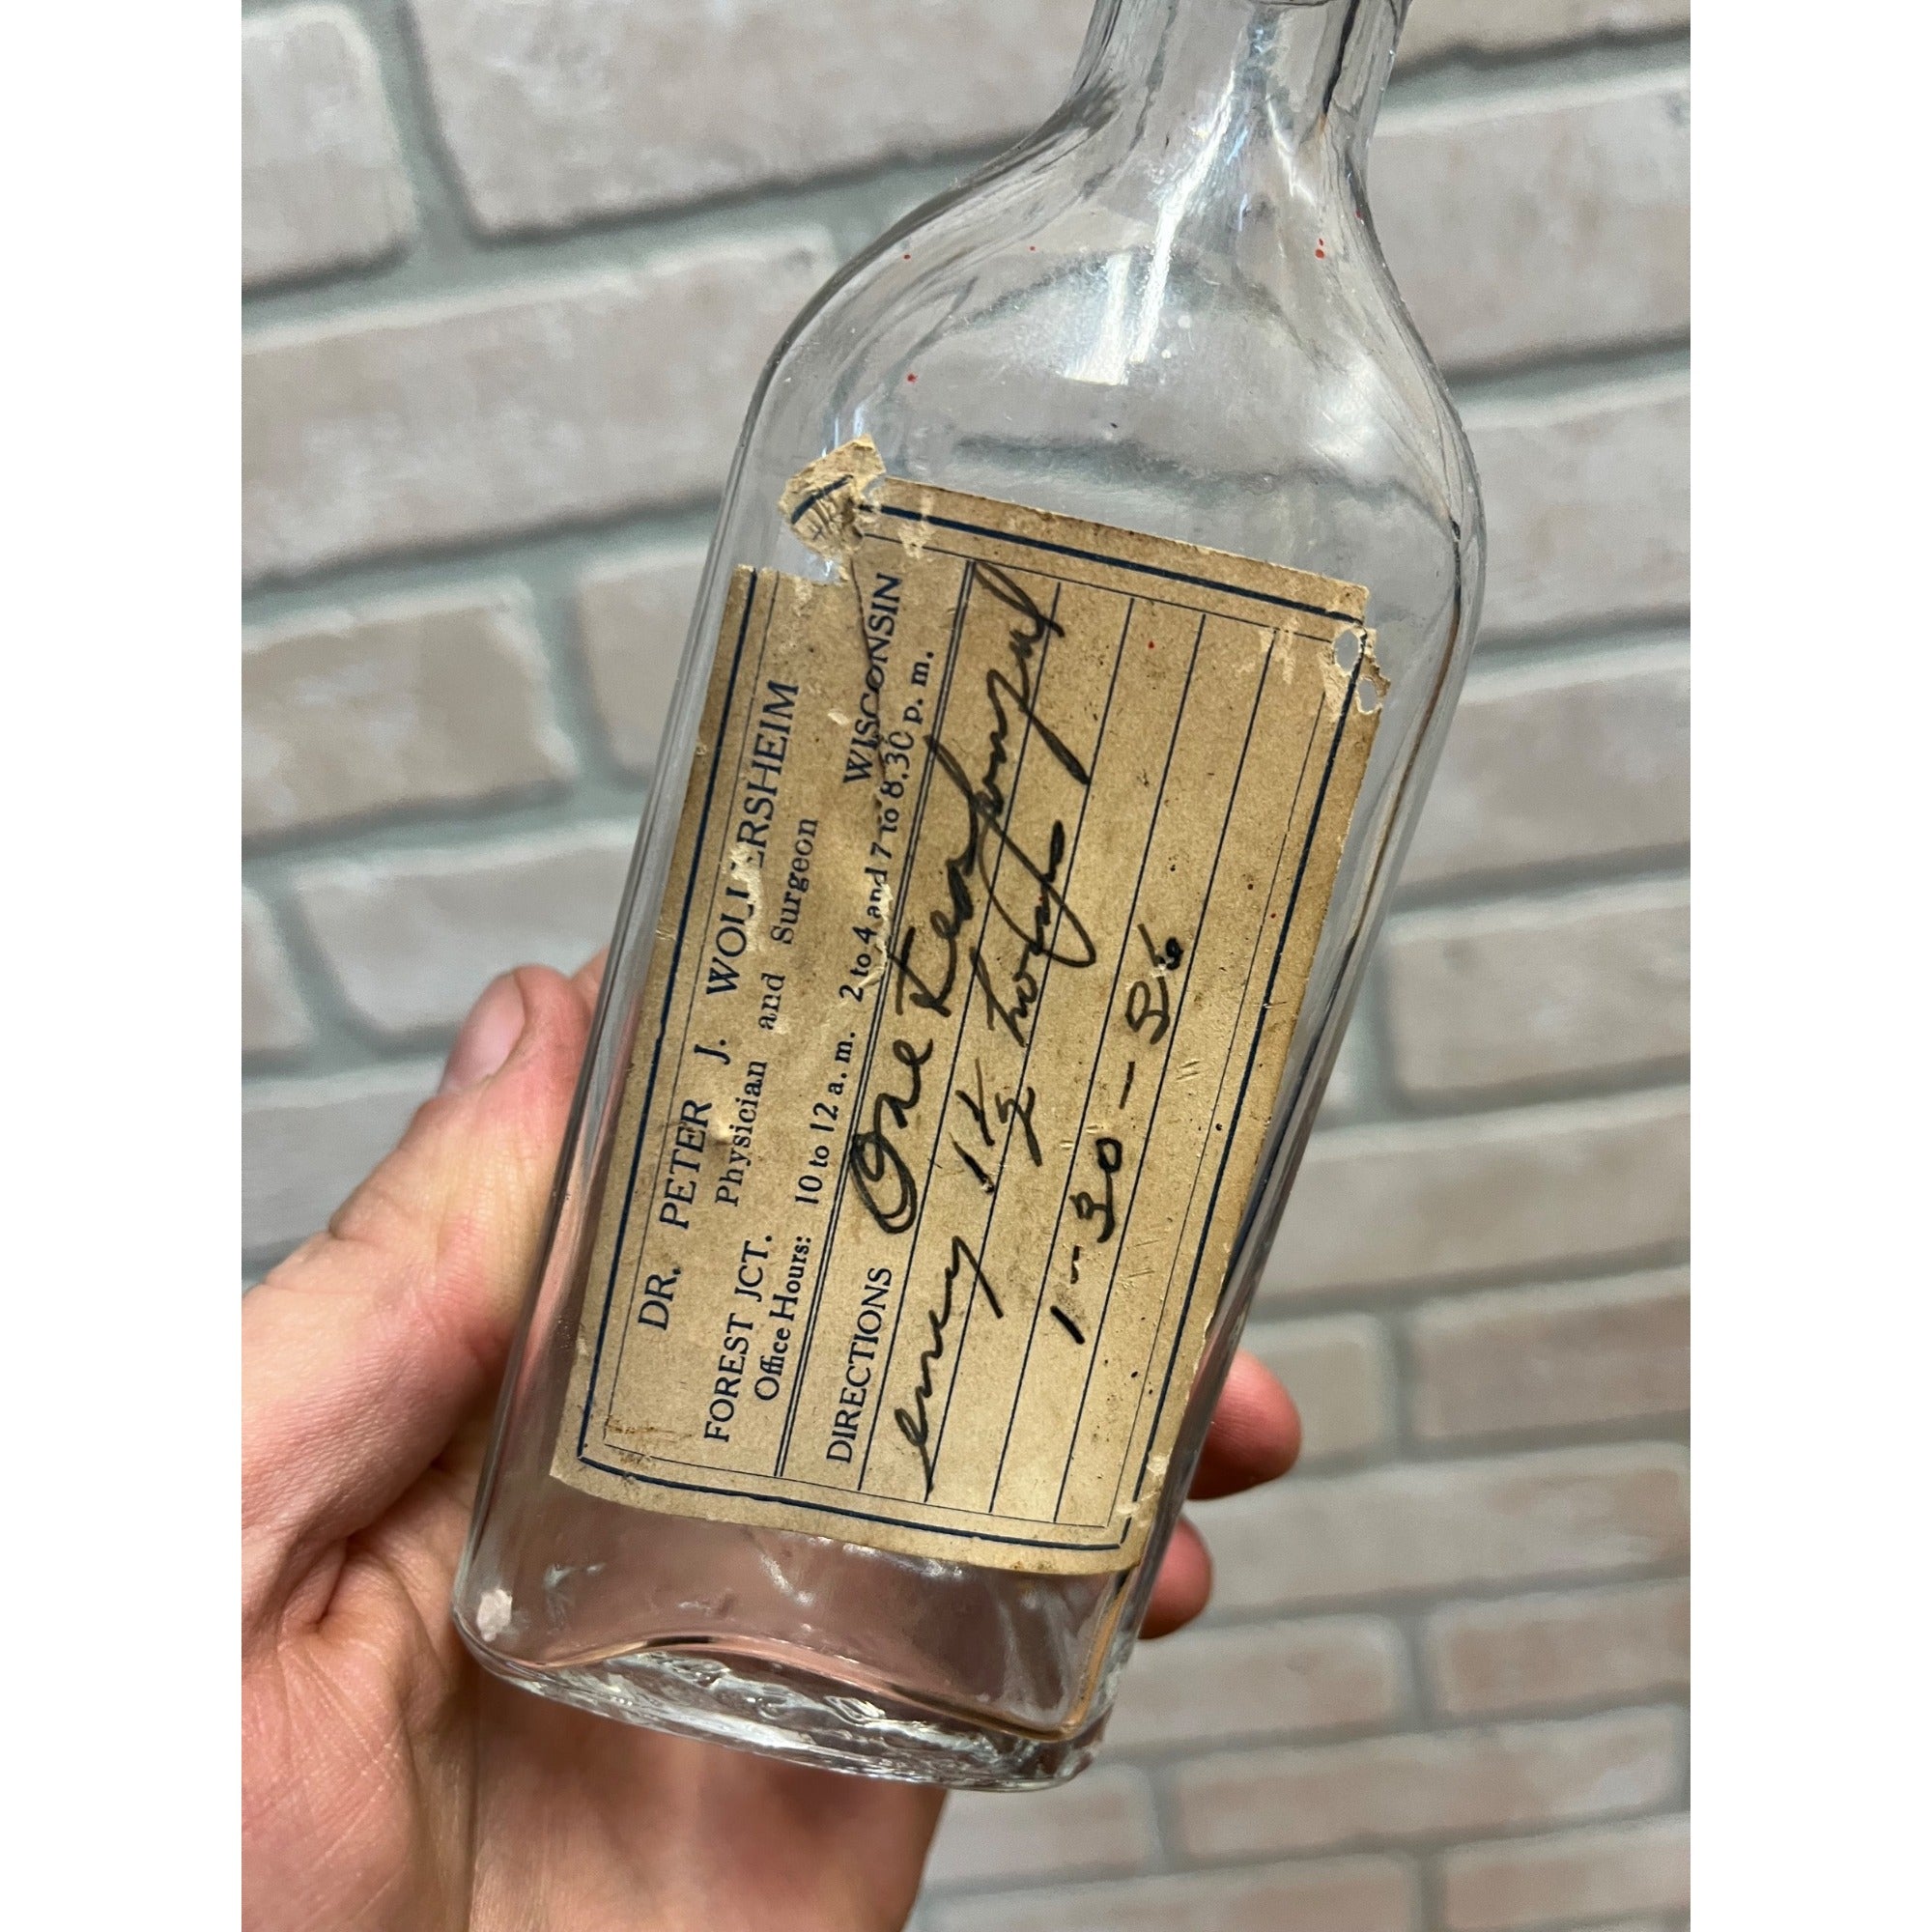 DR. PETER J. WOLLERSHEIM
Physician and Surgeon
FOREST JCT. WISCONSIN
Office Hours: 10 to 12 a. m. 2 to 4 and 7 to 8.30 p. m.
DIRECTIONS One teaspoonful
every 1½ hours
1-30-